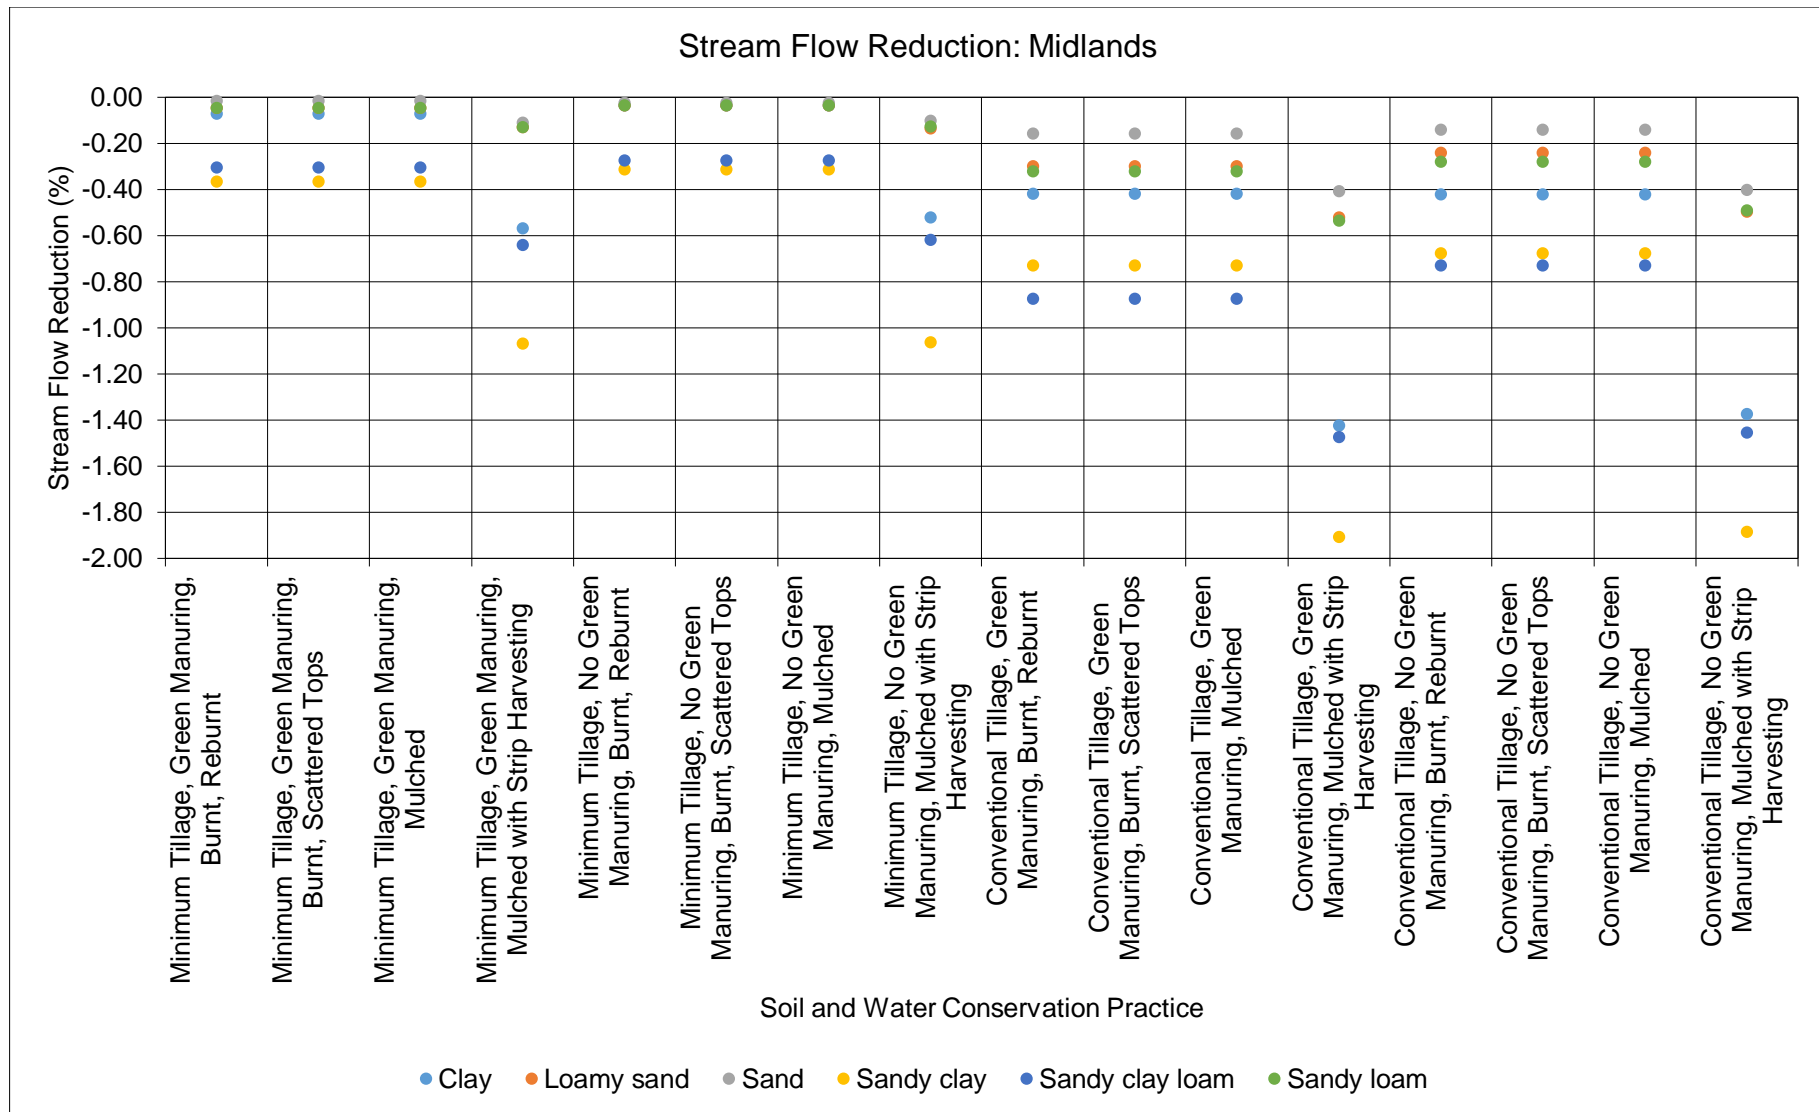 Stream Flow Reduction: Midlands
Stream Flow Reduction (%)
0.00
-0.20
-0.40
-0.60
-0.80
-1.00
-1.20
-1.40
-1.60
-1.80
-2.00
Minimum Tillage, Green Manuring,
Burnt, Reburnt
Minimum Tillage, Green Manuring,
Burnt, Scattered Tops
Minimum Tillage, Green Manuring,
Mulched
Minimum Tillage, Green Manuring,
Mulched with Strip Harvesting
Minimum Tillage, No Green
Manuring, Burnt, Reburnt
Minimum Tillage, No Green
Manuring, Burnt, Scattered Tops
Minimum Tillage, No Green
Manuring, Mulched
Minimum Tillage, No Green
Manuring, Mulched with Strip
Harvesting
Conventional Tillage, Green
Manuring, Burnt, Reburnt
Conventional Tillage, Green
Manuring, Burnt, Scattered Tops
Conventional Tillage, Green
Manuring, Mulched
Conventional Tillage, Green
Manuring, Mulched with Strip
Harvesting
Conventional Tillage, No Green
Manuring, Burnt, Reburnt
Conventional Tillage, No Green
Manuring, Burnt, Scattered Tops
Conventional Tillage, No Green
Manuring, Mulched
Conventional Tillage, No Green
Manuring, Mulched with Strip
Harvesting
Soil and Water Conservation Practice
Clay
Loamy sand
Sand
Sandy clay
Sandy clay loam
Sandy loam